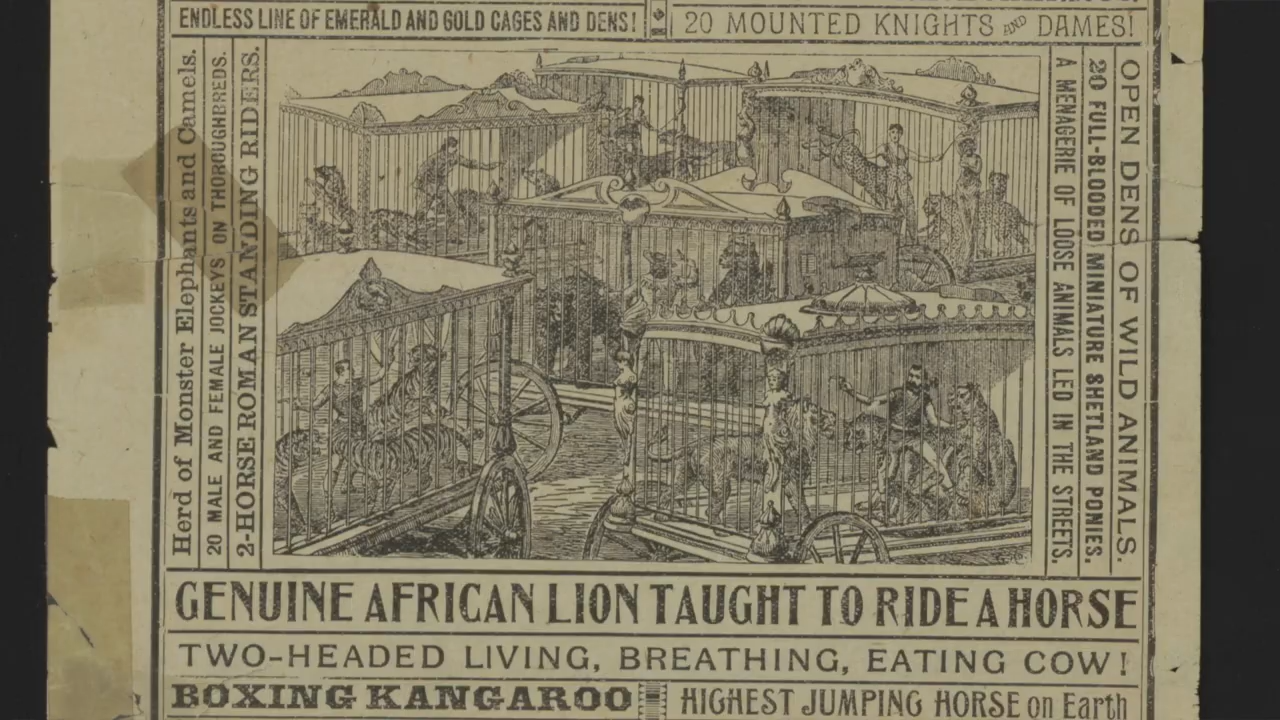 ENDLESS LINE OF EMERALD AND GOLD CAGES AND DENS!
20 MOUNTED KNIGHTS AND DAMES!
Herd of Monster Elephants and Camels.
20 MALE AND FEMALE JOCKEYS ON THOROUGHBREDS.
2-HORSE ROMAN STANDING RIDERS.
OPEN DENS OF WILD ANIMALS.
20 FULL-BLOODED MINIATURE SHETLAND PONIES.
A MENAGERIE OF LOOSE ANIMALS LED IN THE STREETS.
GENUINE AFRICAN LION TAUGHT TO RIDE A HORSE
TWO-HEADED LIVING, BREATHING, EATING COW!
BOXING KANGAROO
HIGHEST JUMPING HORSE on Earth